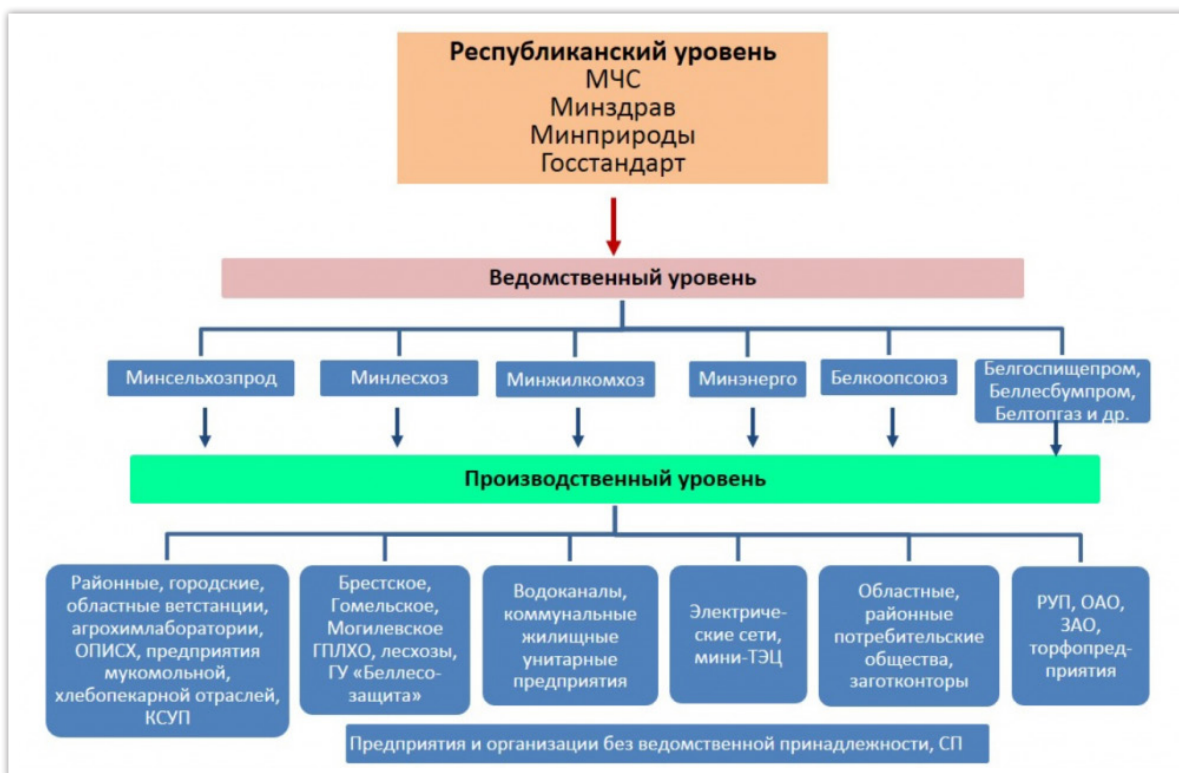 Республиканский уровень
МЧС
Минздрав
Минприроды
Госстандарт
Ведомственный уровень
Минсельхозпрод
Минлесхоз
Минжилкомхоз
Минэнерго
Белкоопсоюз
Белгоспищепром,
Беллесбумпром,
Белтопгаз и др.
Производственный уровень
Районные, городские,
областные ветстанции,
агрохимлаборатории,
ОПИСХ, предприятия
мукомольной,
хлебопекарной отраслей,
КСУП
Брестское,
Гомельское,
Могилевское
ГПЛХО, лесхозы,
ГУ «Беллесо-
защита»
Водоканалы,
коммунальные
жилищные
унитарные
предприятия
Электриче-
ские сети,
мини-ТЭЦ
Областные,
районные
потребительские
общества,
заготконторы
РУП, ОАО,
ЗАО,
торфопред-
приятия
Предприятия и организации без ведомственной принадлежности, СП